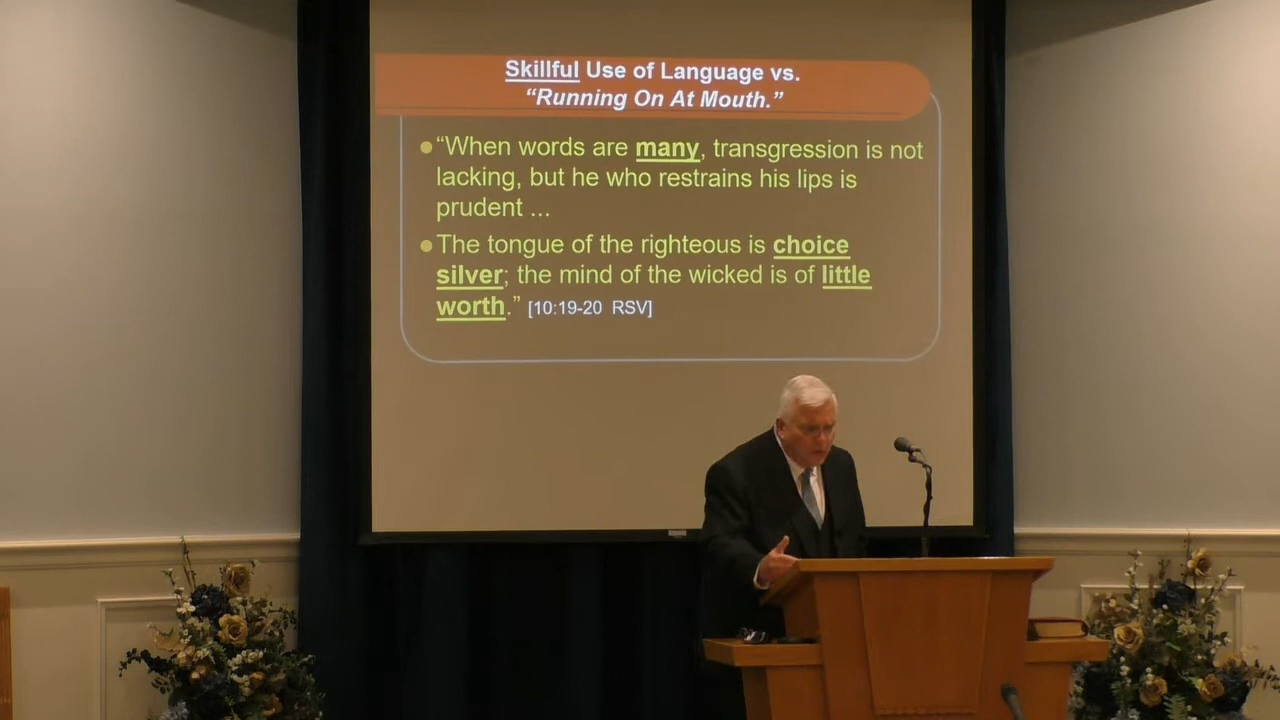 Skillful Use of Language vs.
“Running On At Mouth.”
“When words are many, transgression is not
lacking, but he who restrains his lips is
prudent ...
The tongue of the righteous is choice
silver; the mind of the wicked is of little
worth.” [10:19-20 RSV]